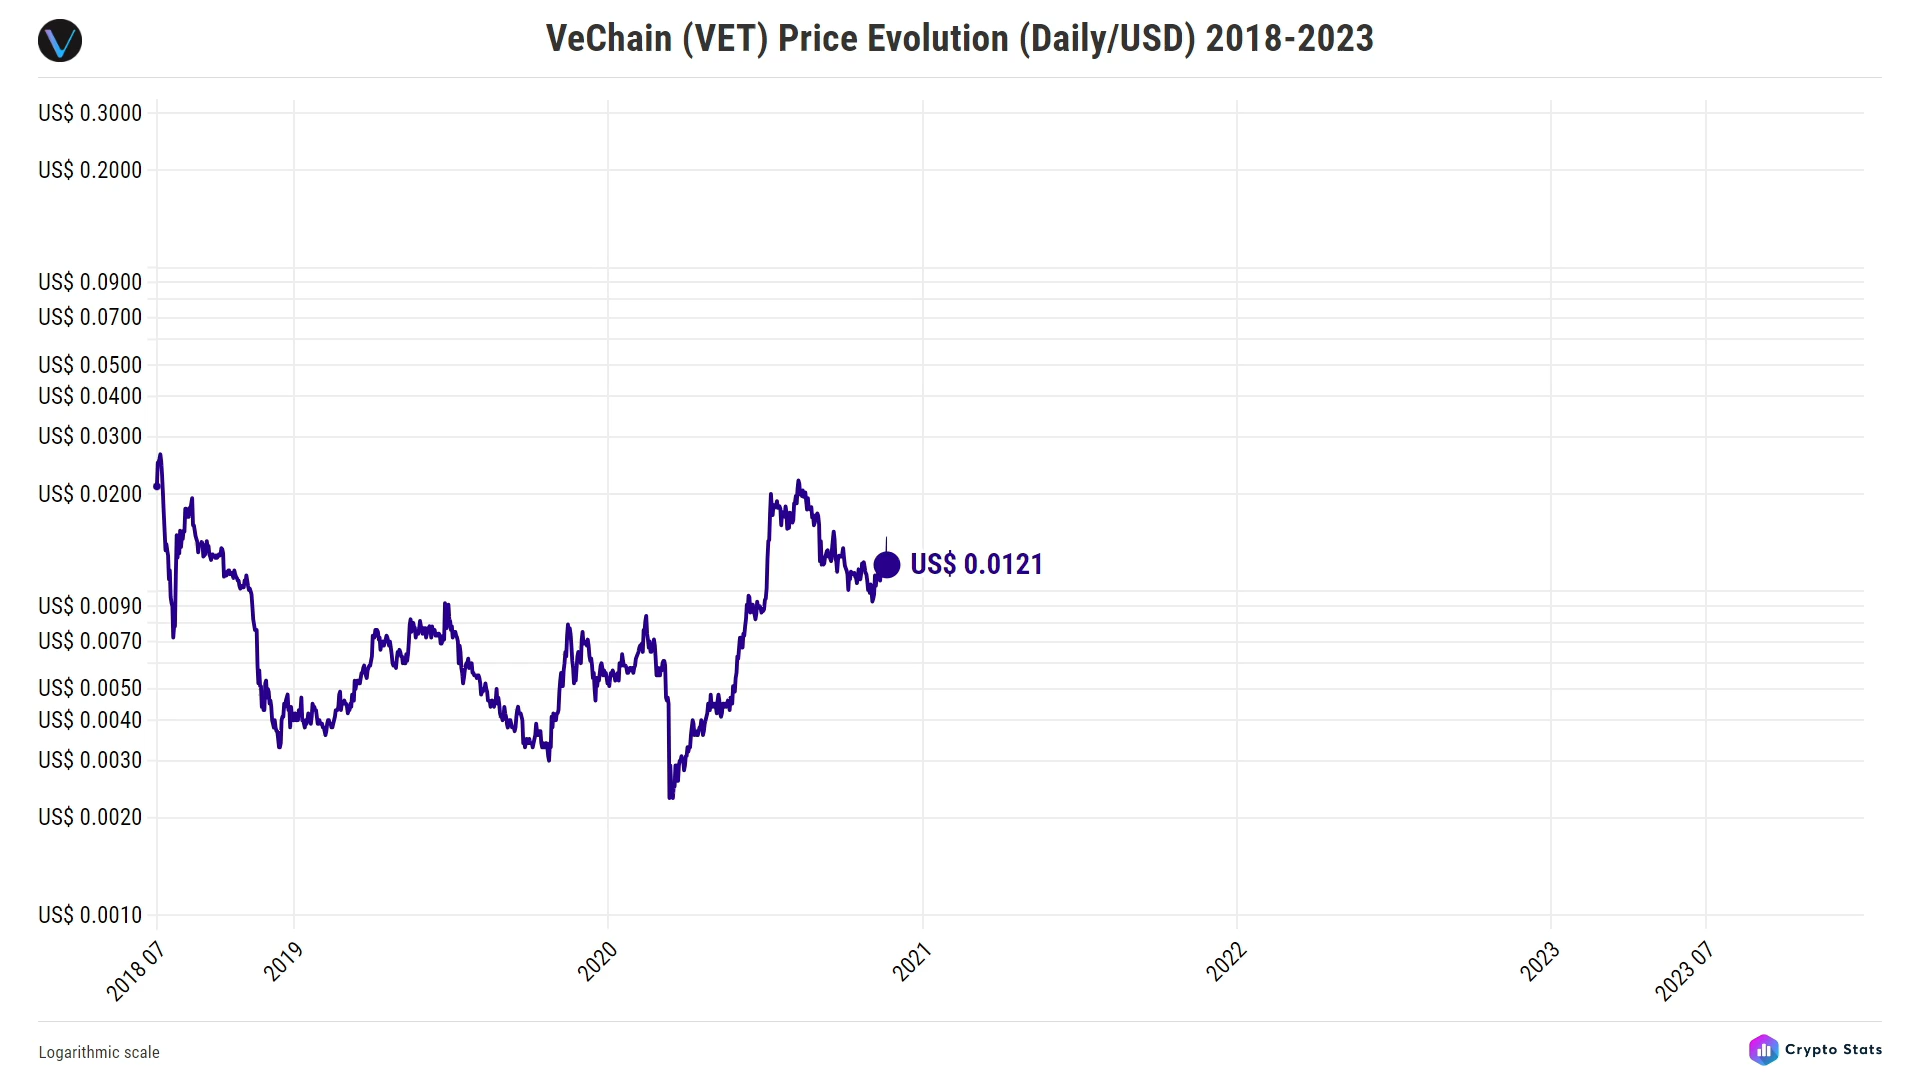 VeChain (VET) Price Evolution (Daily/USD) 2018-2023
US$ 0.3000
US$ 0.2000
US$ 0.0900
US$ 0.0700
US$ 0.0500
US$ 0.0400
US$ 0.0300
US$ 0.0200
US$ 0.0121
US$ 0.0090
US$ 0.0070
US$ 0.0050
US$ 0.0040
US$ 0.0030
US$ 0.0020
US$ 0.0010
2018 07
2019
2020
2021
2022
2023
2023 07
Logarithmic scale
Crypto Stats